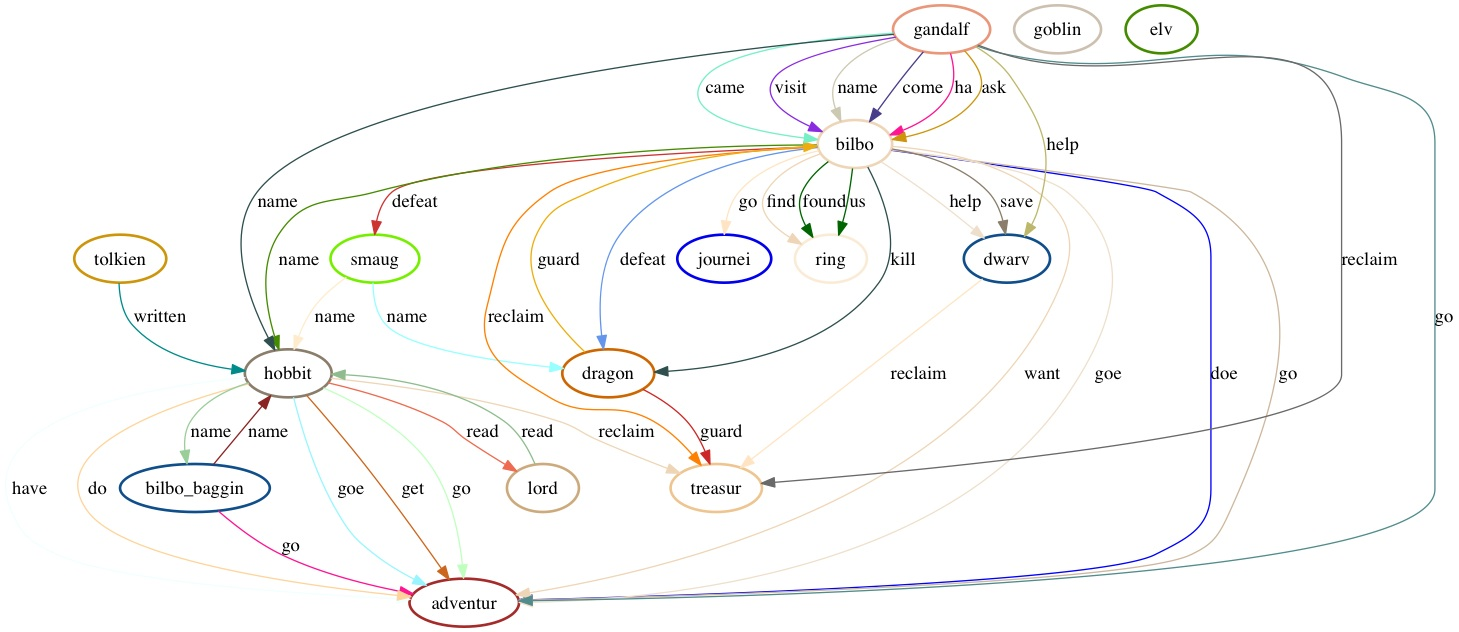 gandalf
goblin
elv
came
visit
name
come
ha
ask
bilbo
help
name
defeat
go
find
found
us
help
save
tolkien
name
smaug
guard
defeat
journei
ring
kill
dwarv
reclaim
written
name
name
reclaim
go
hobbit
dragon
reclaim
want
goe
doe
go
name
name
read
read
reclaim
guard
have
do
bilbo_baggin
goe
get
go
lord
treasur
go
adventur